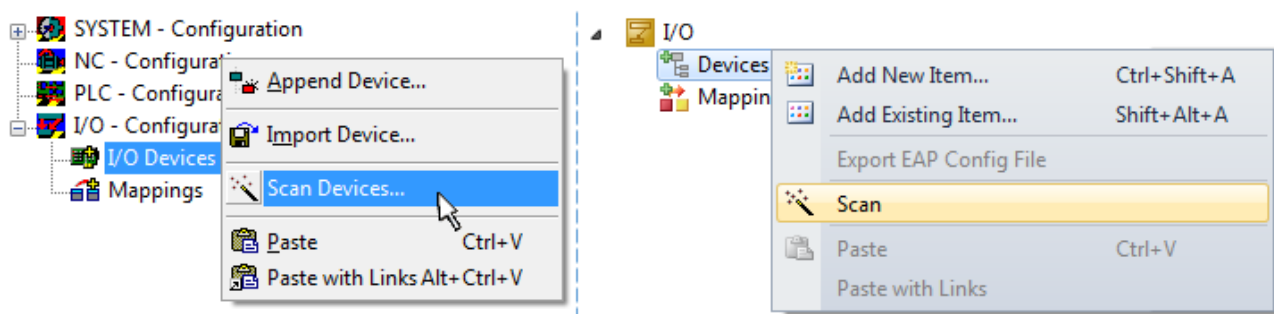 SYSTEM - Configuration
NC - Configurat
PLC - Configura
I/O - Configurat
I/O Devices
Mappings
Append Device...
Import Device...
Scan Devices...
Paste Ctrl+V
Paste with Links Alt+Ctrl+V
I/O
Devices
Mappin
Add New Item... Ctrl+Shift+A
Add Existing Item... Shift+Alt+A
Export EAP Config File
Scan
Paste Ctrl+V
Paste with Links